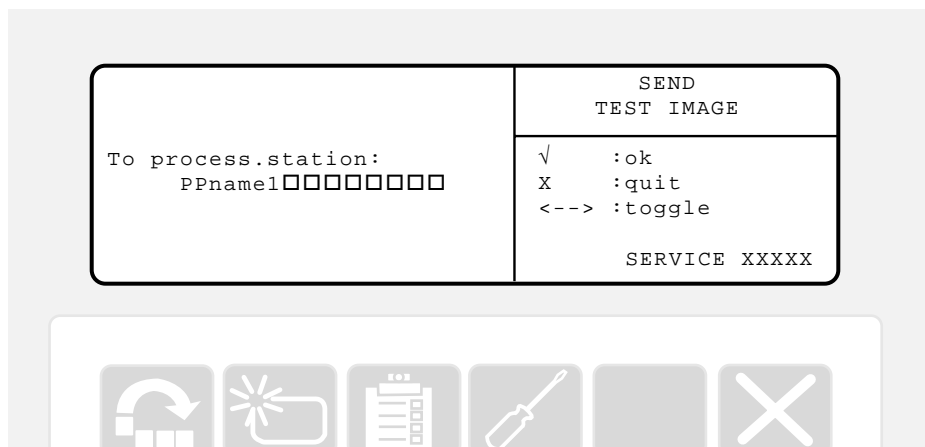 SEND
TEST IMAGE
To process.station:
PPname1□□□□□□□□
√ :ok
X :quit
<--> :toggle
SERVICE XXXXX